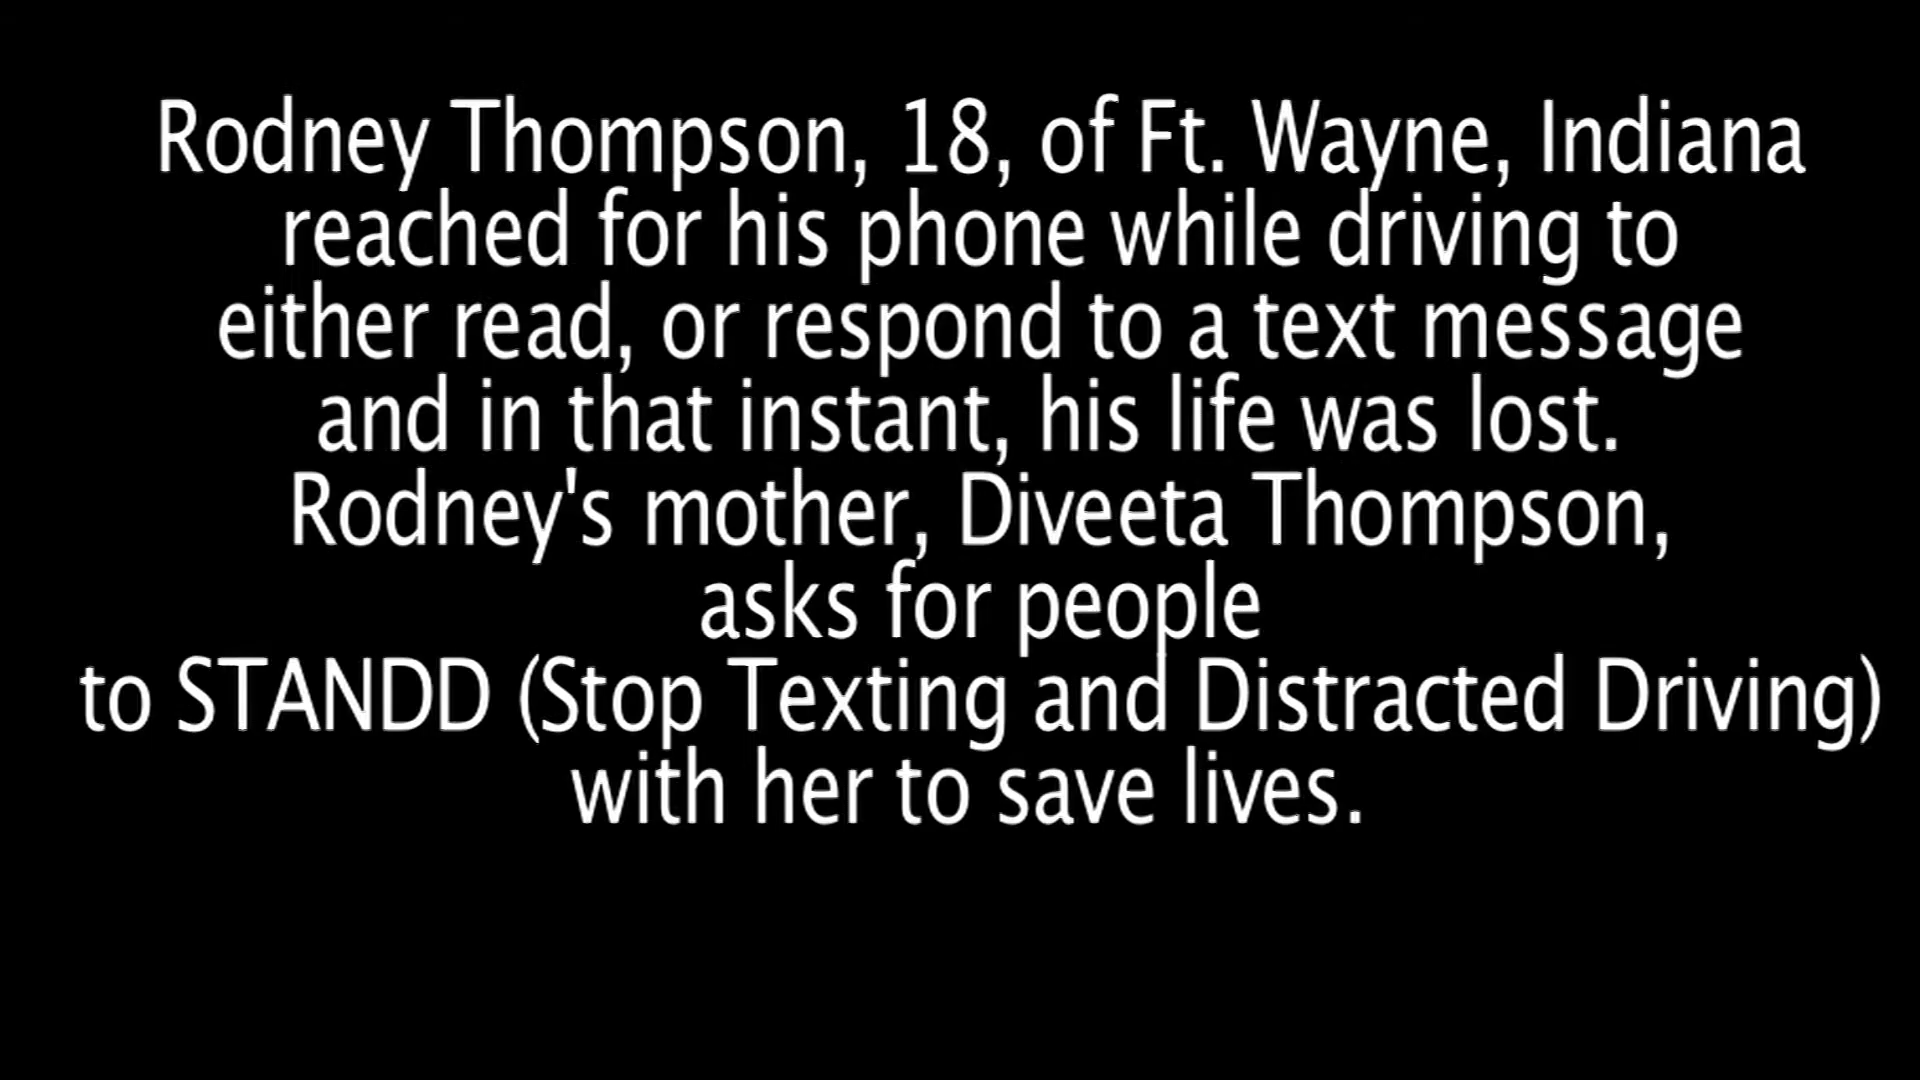 Rodney Thompson, 18, of Ft. Wayne, Indiana
reached for his phone while driving to
either read, or respond to a text message
and in that instant, his life was lost.
Rodney's mother, Diveeta Thompson,
asks for people
to STANDD (Stop Texting and Distracted Driving)
with her to save lives.